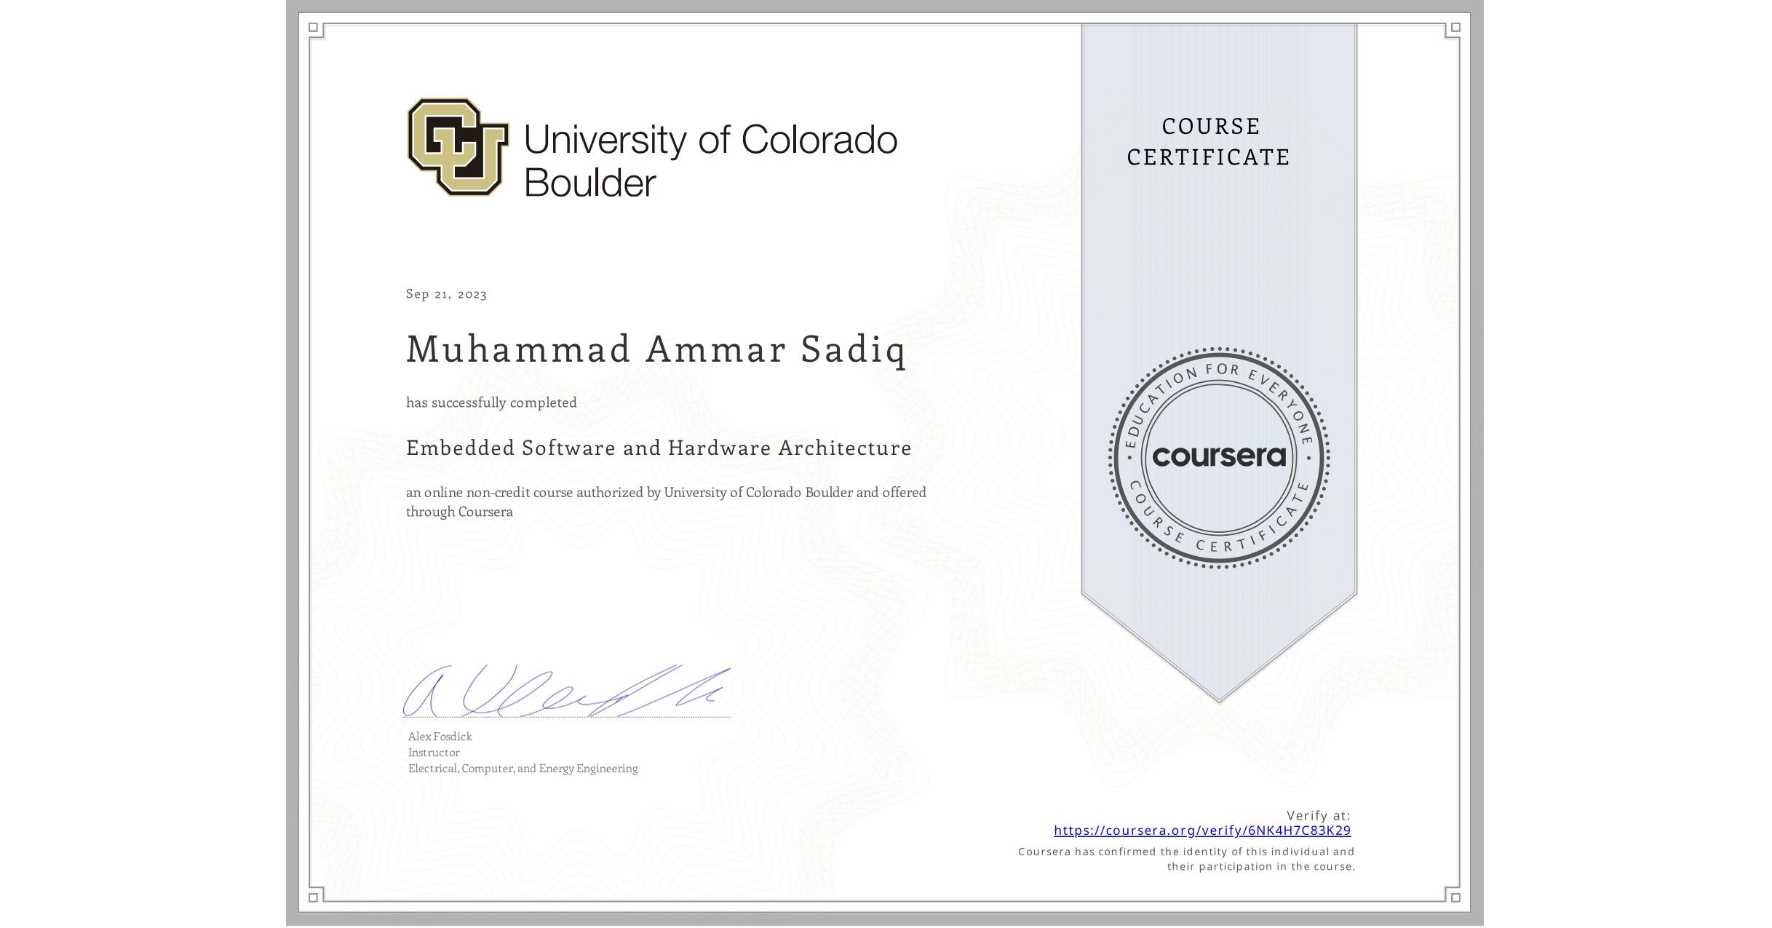 CU
University of Colorado
Boulder
COURSE
CERTIFICATE
Sep 21, 2023
Muhammad Ammar Sadiq
has successfully completed
Embedded Software and Hardware Architecture
an online non-credit course authorized by University of Colorado Boulder and offered
through Coursera
EDUCATION FOR EVERYONE
coursera
COURSE CERTIFICATE
Alex Fosdick
Instructor
Electrical, Computer, and Energy Engineering
Verify at:
https://coursera.org/verify/6NK4H7C83K29
Coursera has confirmed the identity of this individual and
their participation in the course.